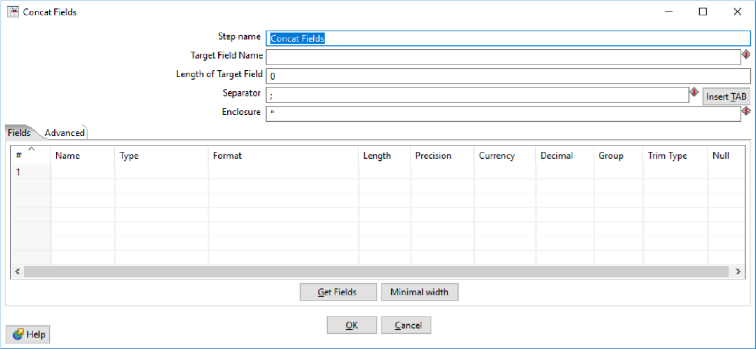 Concat Fields
Step name Concat Fields
Target Field Name
Length of Target Field 0
Separator ; Insert TAB
Enclosure "
Fields Advanced
# Name Type Format Length Precision Currency Decimal Group Trim Type Null
1
Get Fields Minimal width
OK Cancel
Help